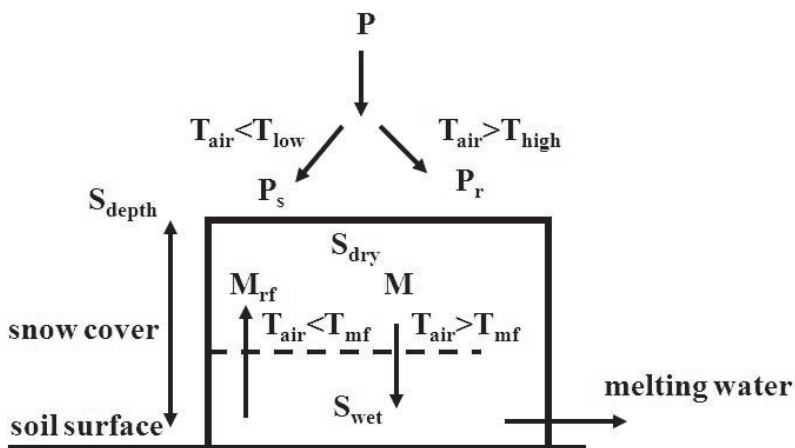 P
T_air<T_low
T_air>T_high
P_s
P_r
S_depth
S_dry
M_rf
M
T_air<T_mf
T_air>T_mf
snow cover
melting water
S_wet
soil surface